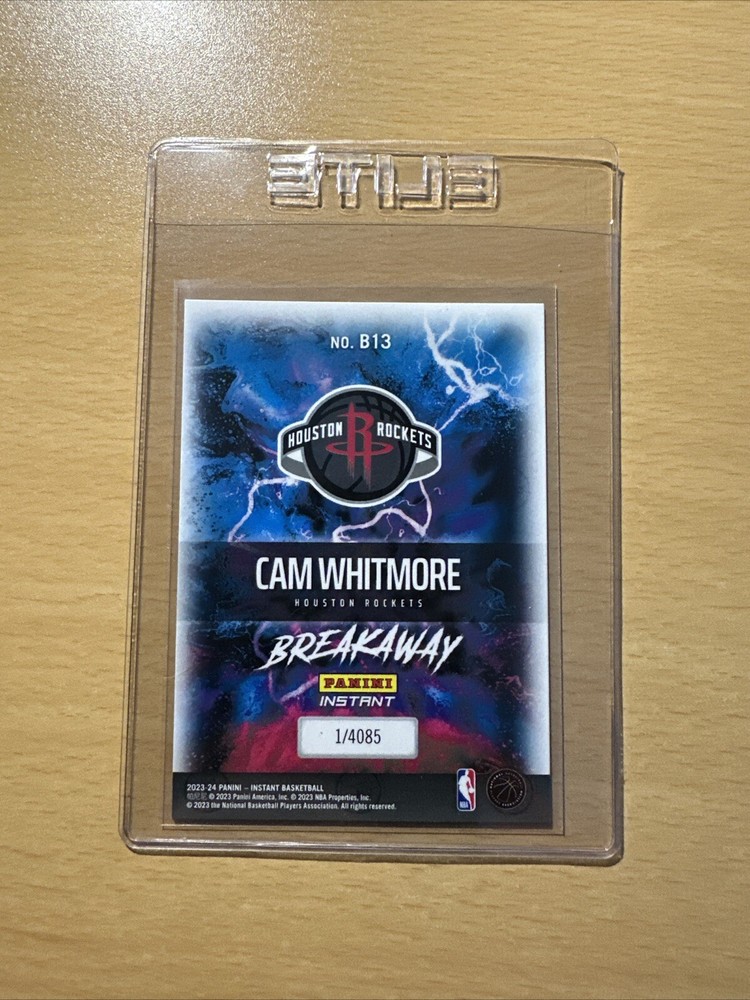 ELITE
NO. B13
HOUSTON ROCKETS
CAM WHITMORE
HOUSTON ROCKETS
BREAKAWAY
PANINI
INSTANT
1/4085
2023-24 PANINI – INSTANT BASKETBALL
© 2023 Panini America, Inc. © 2023 NBA Properties, Inc.
© 2023 the National Basketball Players Association. All rights reserved.
NBA